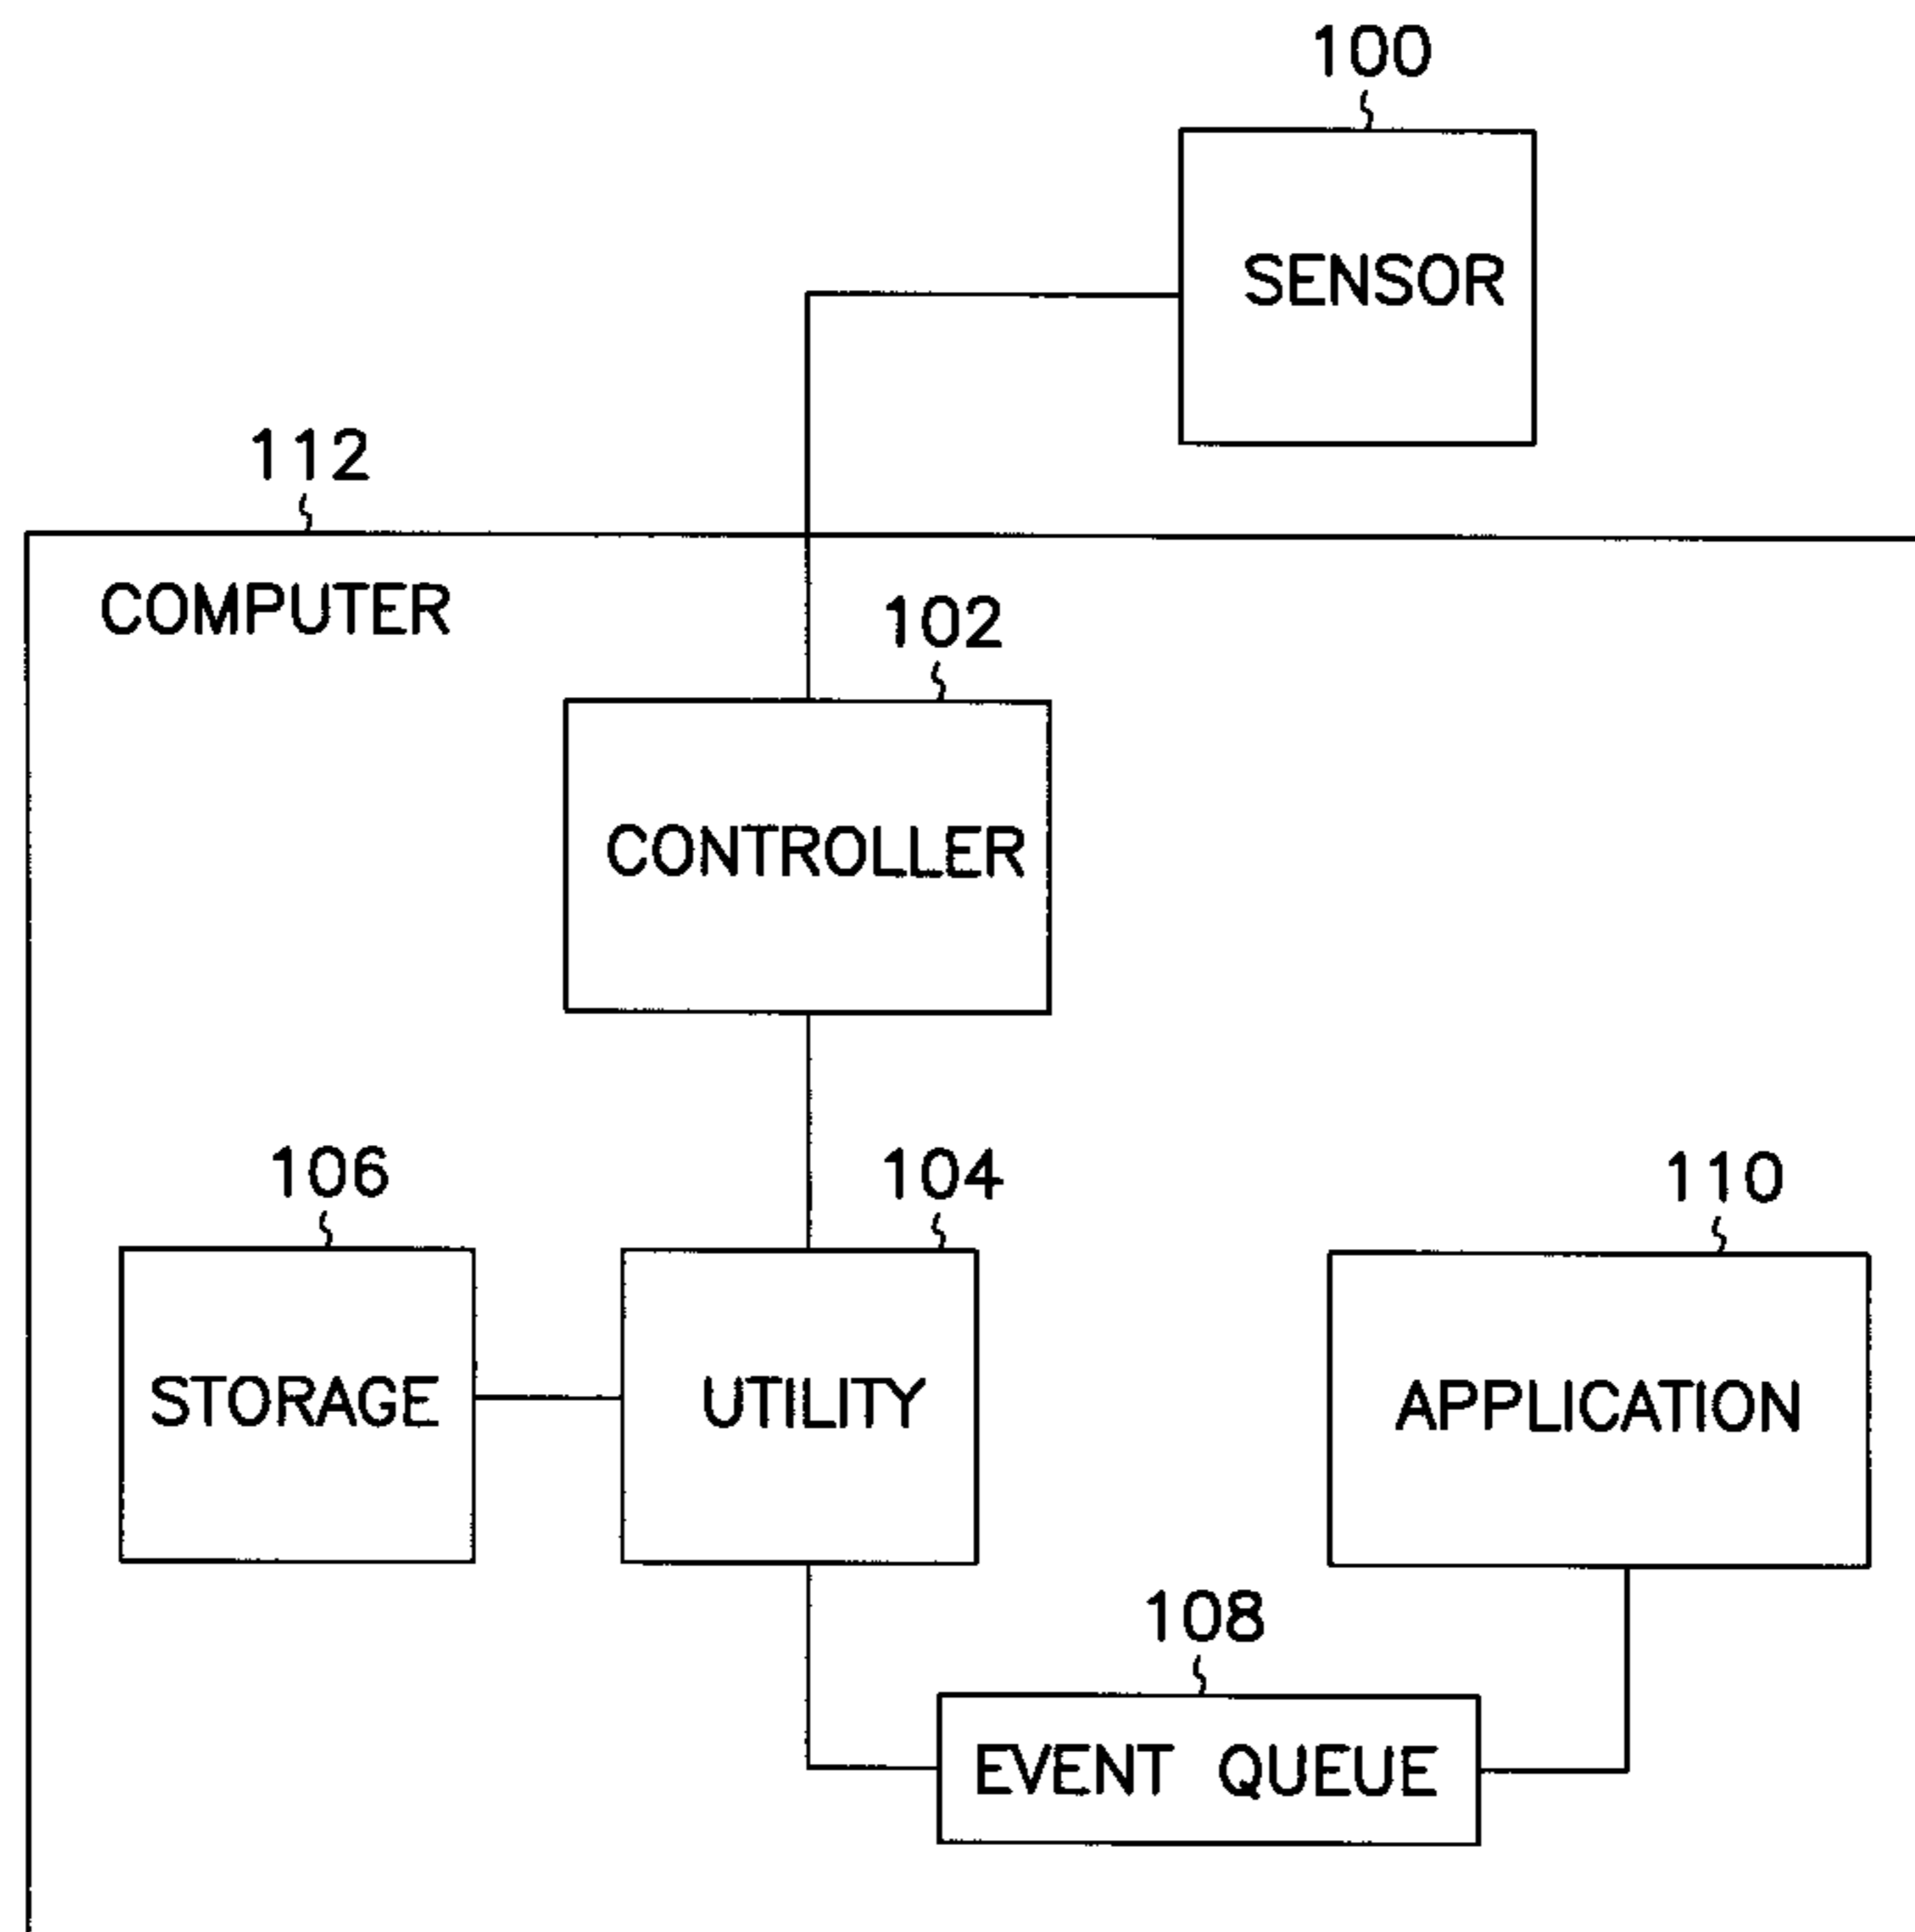 100
SENSOR
112
COMPUTER
102
CONTROLLER
106
104
110
STORAGE
UTILITY
APPLICATION
108
EVENT QUEUE